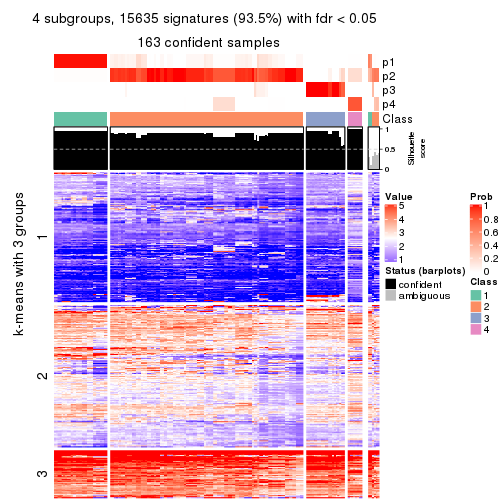 4 subgroups, 15635 signatures (93.5%) with fdr < 0.05
163 confident samples
p1
p2
p3
p4
Class
1
0.5
0
Silhouette
score
k-means with 3 groups
1
2
3
Value
5
4
3
2
1
Status (barplots)
confident
ambiguous
Prob
1
0.8
0.6
0.4
0.2
0
Class
1
2
3
4